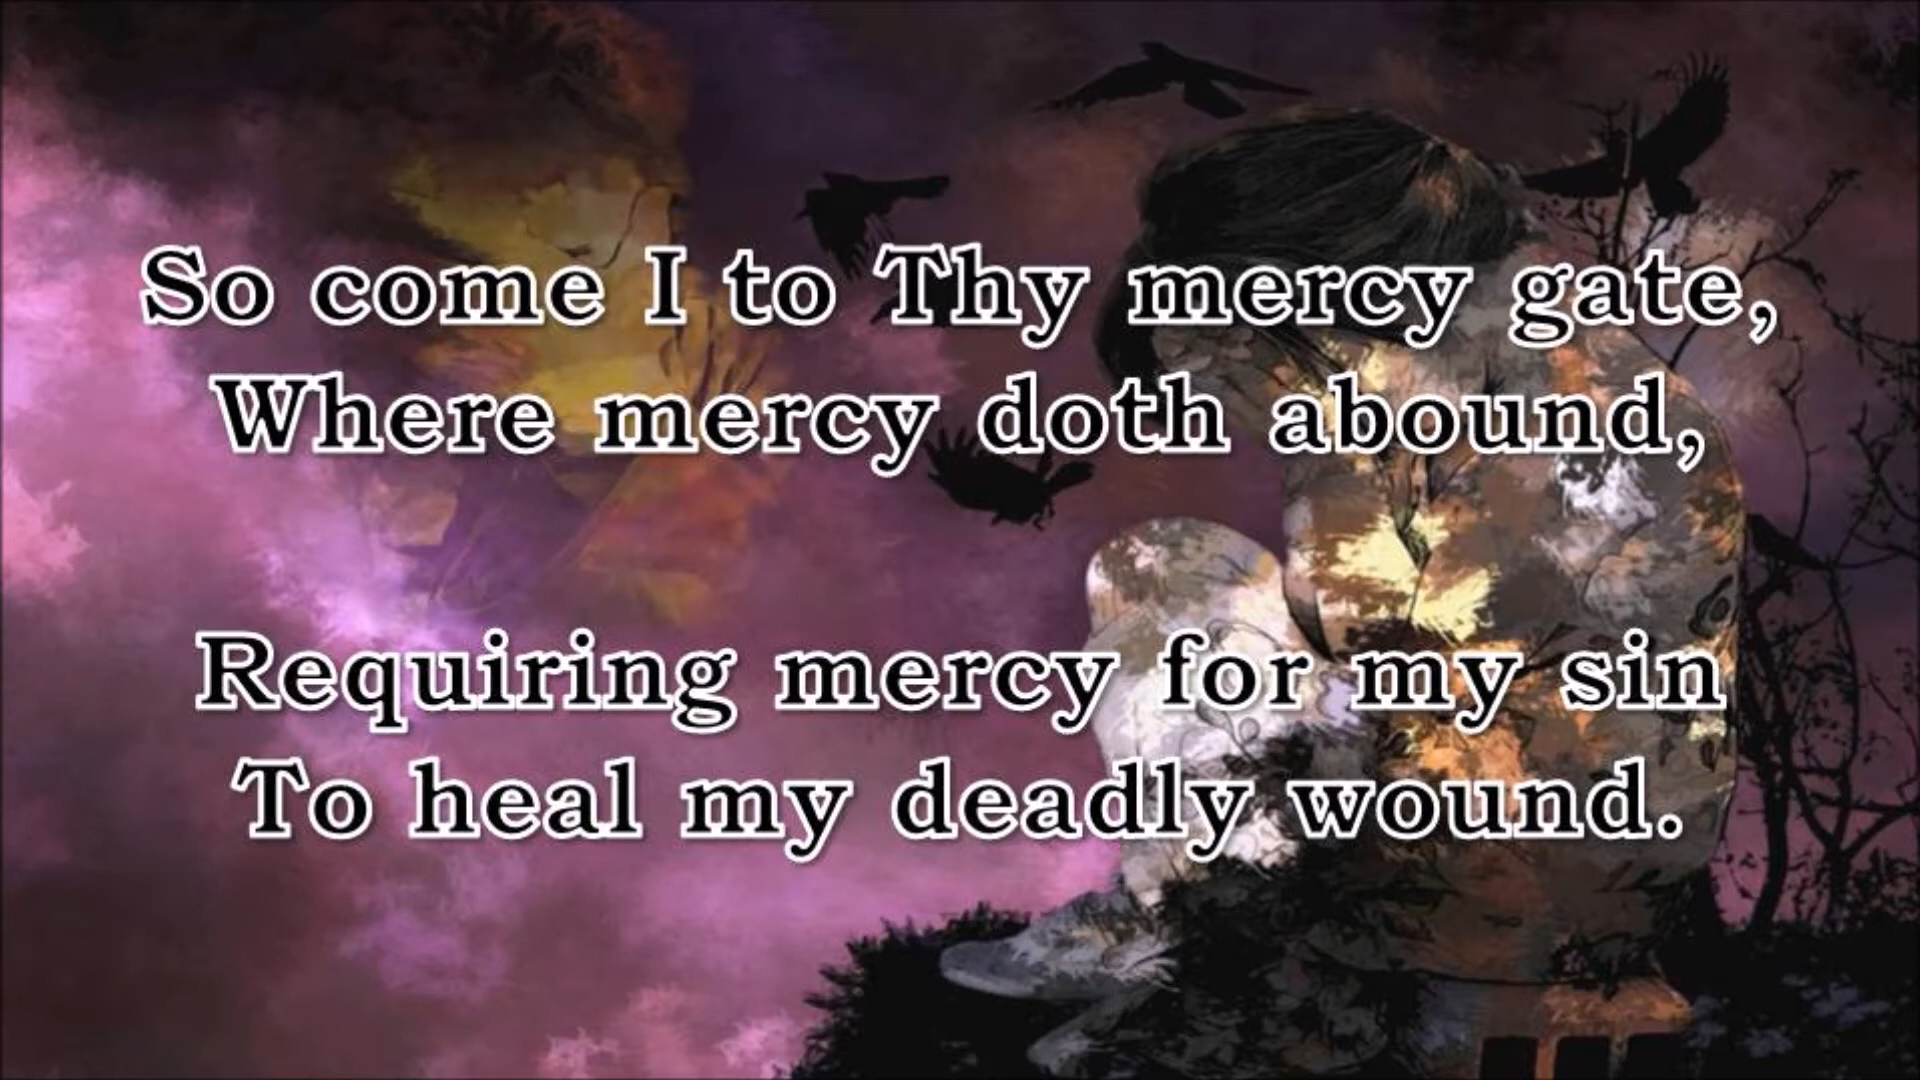 So come I to Thy mercy gate,
Where mercy doth abound,
Requiring mercy for my sin
To heal my deadly wound.